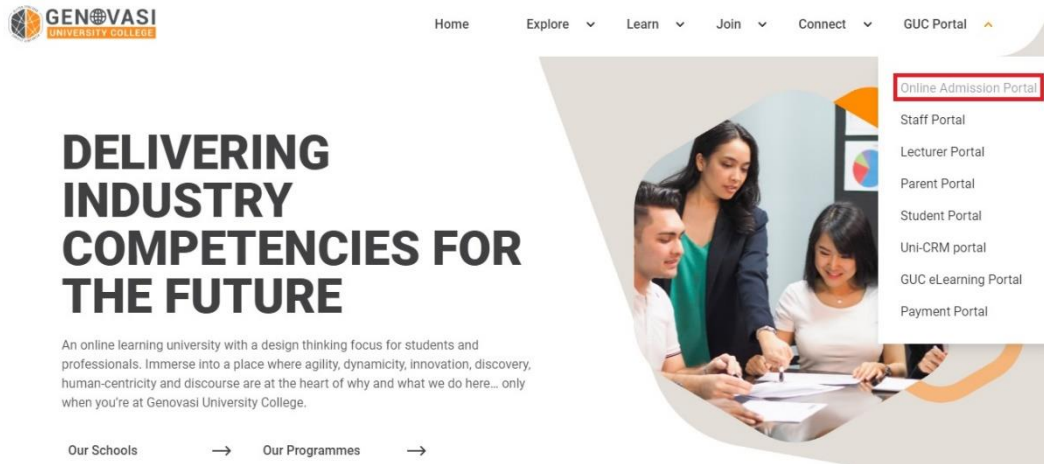 GENOVASI
UNIVERSITY COLLEGE
Home Explore Learn Join Connect GUC Portal
Online Admission Portal
Staff Portal
Lecturer Portal
Parent Portal
Student Portal
Uni-CRM portal
GUC eLearning Portal
Payment Portal
DELIVERING
INDUSTRY
COMPETENCIES FOR
THE FUTURE
An online learning university with a design thinking focus for students and
professionals. Immerse into a place where agility, dynamicity, innovation, discovery,
human-centricity and discourse are at the heart of why and what we do here... only
when you're at Genovasi University College.
Our Schools → Our Programmes →